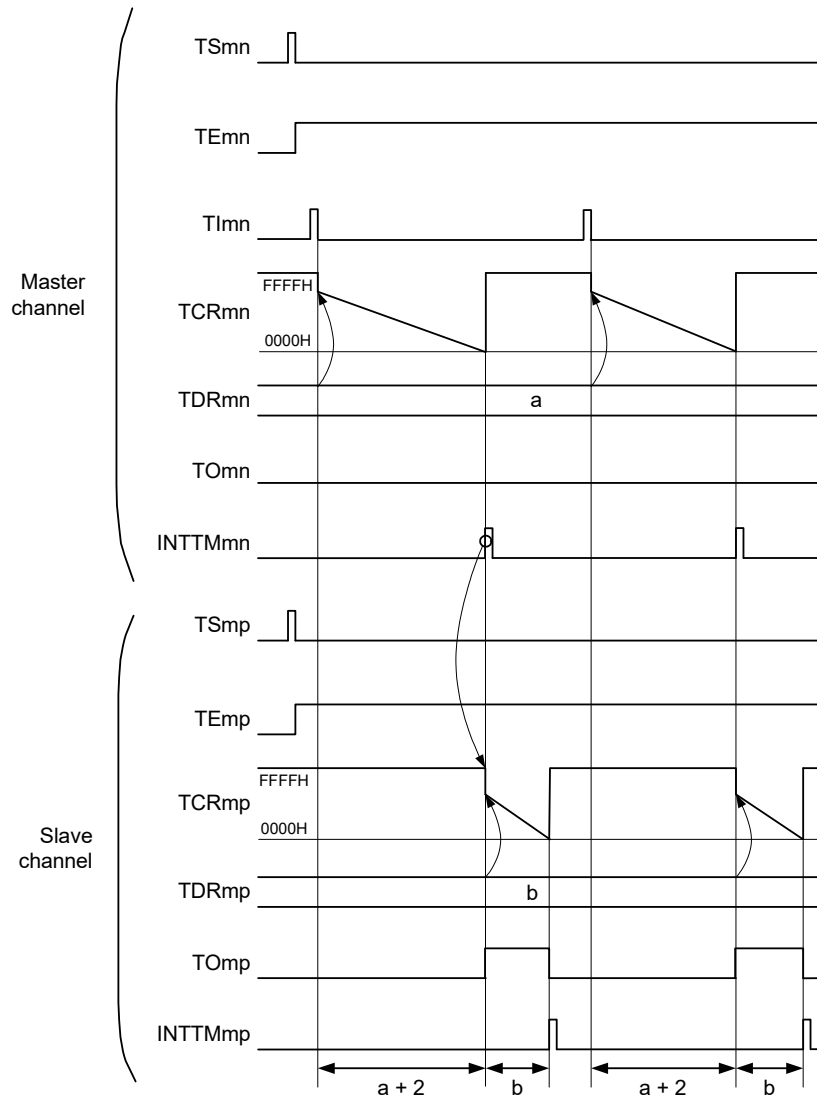 TSmn
TEmn
TImn
Master
channel
FFFFH
TCRmn
0000H
TDRmn
a
TOmn
INTTMmn
TSmp
TEmp
FFFFH
TCRmp
Slave
channel
0000H
TDRmp
b
TOmp
INTTMmp
a + 2
b
a + 2
b